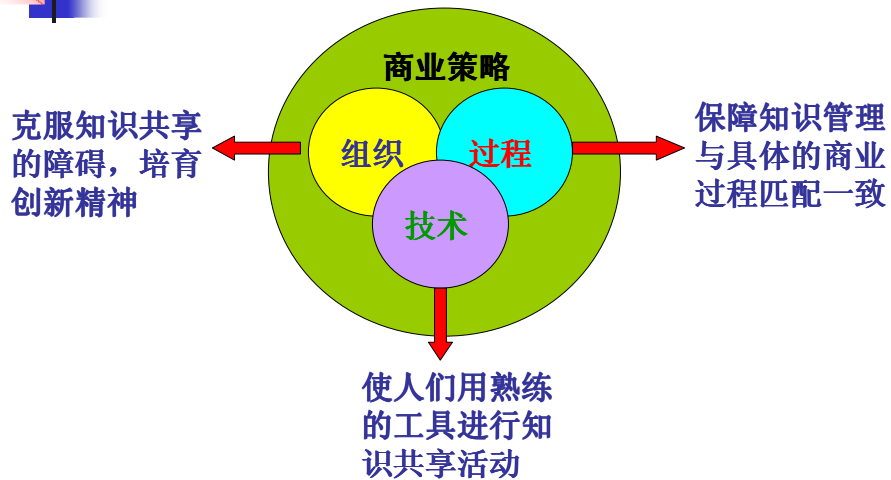 商业策略
克服知识共享
的障碍，培育
创新精神
组织
过程
保障知识管理
与具体的商业
过程匹配一致
技术
使人们用熟练
的工具进行知
识共享活动